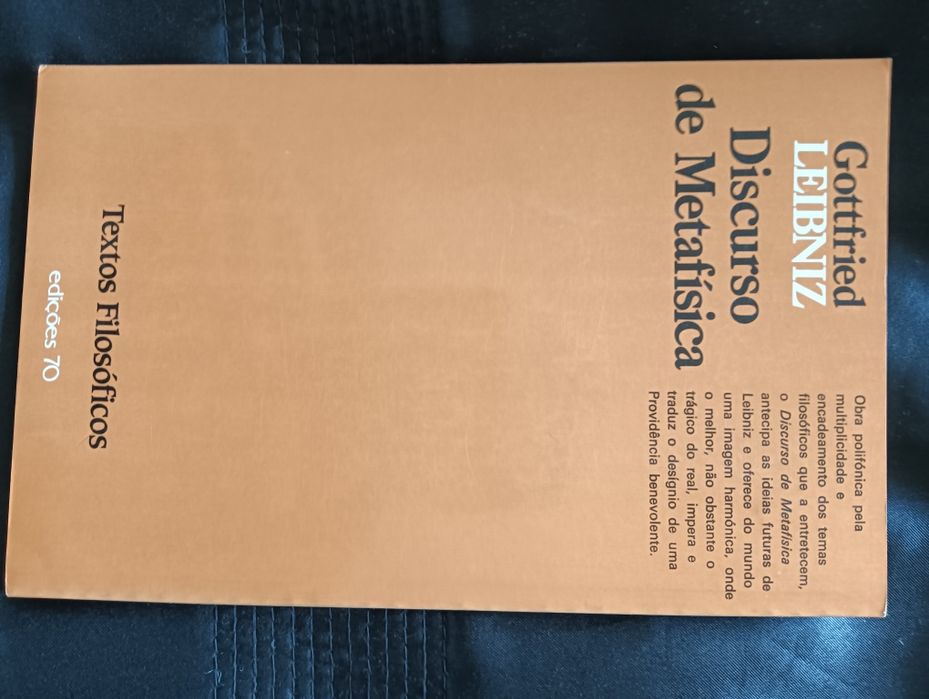 Gottfried
LEIBNIZ
Discurso
de Metafísica
Obra polifónica pela
multiplicidade e
encadeamento dos temas
filosóficos que a entretecem,
o Discurso de Metafísica
antecipa as ideias futuras de
Leibniz e oferece do mundo
uma imagem harmónica, onde
o melhor, não obstante o
trágico do real, impera e
traduz o desígnio de uma
Providência benevolente.
Textos Filosóficos
edições 70